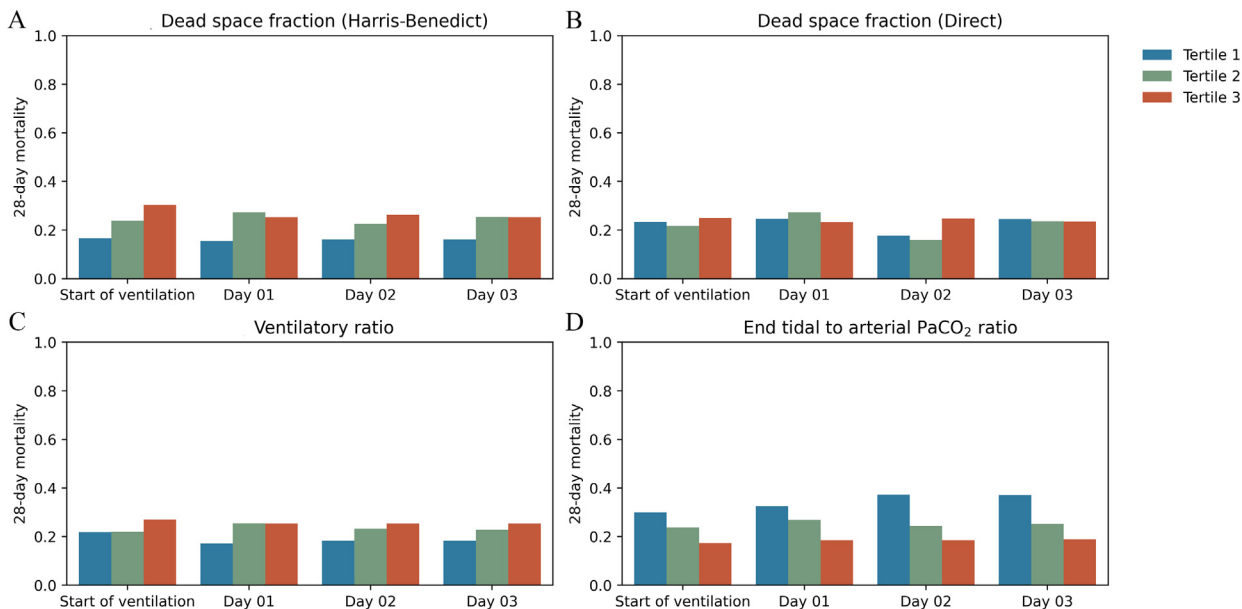 A
Dead space fraction (Harris-Benedict)
1.0
0.8
0.6
0.4
0.2
0.0
28-day mortality
Start of ventilation
Day 01
Day 02
Day 03
B
Dead space fraction (Direct)
1.0
0.8
0.6
0.4
0.2
0.0
28-day mortality
Start of ventilation
Day 01
Day 02
Day 03
Tertile 1
Tertile 2
Tertile 3
C
Ventilatory ratio
1.0
0.8
0.6
0.4
0.2
0.0
28-day mortality
Start of ventilation
Day 01
Day 02
Day 03
D
End tidal to arterial PaCO₂ ratio
1.0
0.8
0.6
0.4
0.2
0.0
28-day mortality
Start of ventilation
Day 01
Day 02
Day 03